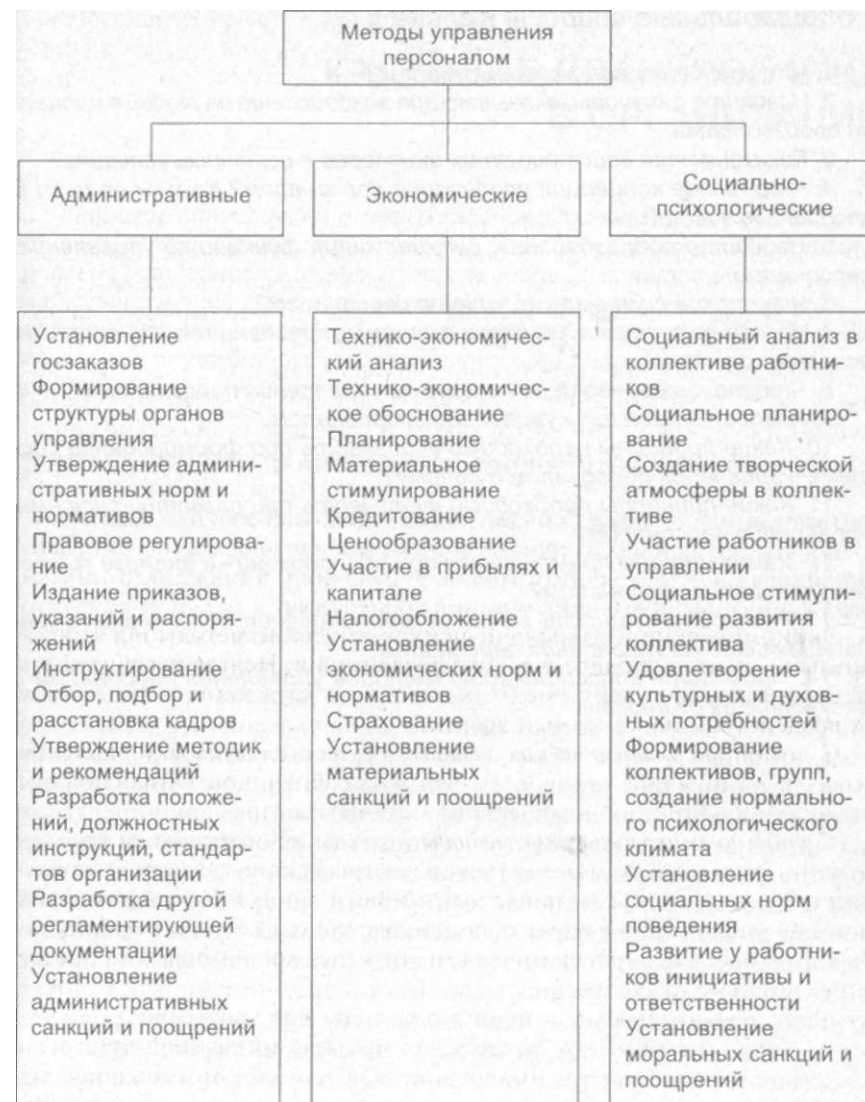 Методы управления
персоналом
Административные
Экономические
Социально-
психологические
Установление
госзаказов
Формирование
структуры органов
управления
Утверждение админи-
стративных норм и
нормативов
Правовое регулирова-
ние
Издание приказов,
указаний и распоря-
жений
Инструктирование
Отбор, подбор и
расстановка кадров
Утверждение методик
и рекомендаций
Разработка положе-
ний, должностных
инструкций, стандар-
тов организации
Разработка другой
регламентирующей
документации
Установление
административных
санкций и поощрений
Технико-экономичес-
кий анализ
Технико-экономичес-
кое обоснование
Планирование
Материальное
стимулирование
Кредитование
Ценообразование
Участие в прибылях и
капитале
Налогообложение
Установление
экономических норм и
нормативов
Страхование
Установление
материальных
санкций и поощрений
Социальный анализ в
коллективе работни-
ков
Социальное планиро-
вание
Создание творческой
атмосферы в коллек-
тиве
Участие работников в
управлении
Социальное стимули-
рование развития
коллектива
Удовлетворение
культурных и духов-
ных потребностей
Формирование
коллективов, групп,
создание нормально-
го психологического
климата
Установление
социальных норм
поведения
Развитие у работни-
ков инициативы и
ответственности
Установление
моральных санкций и
поощрений